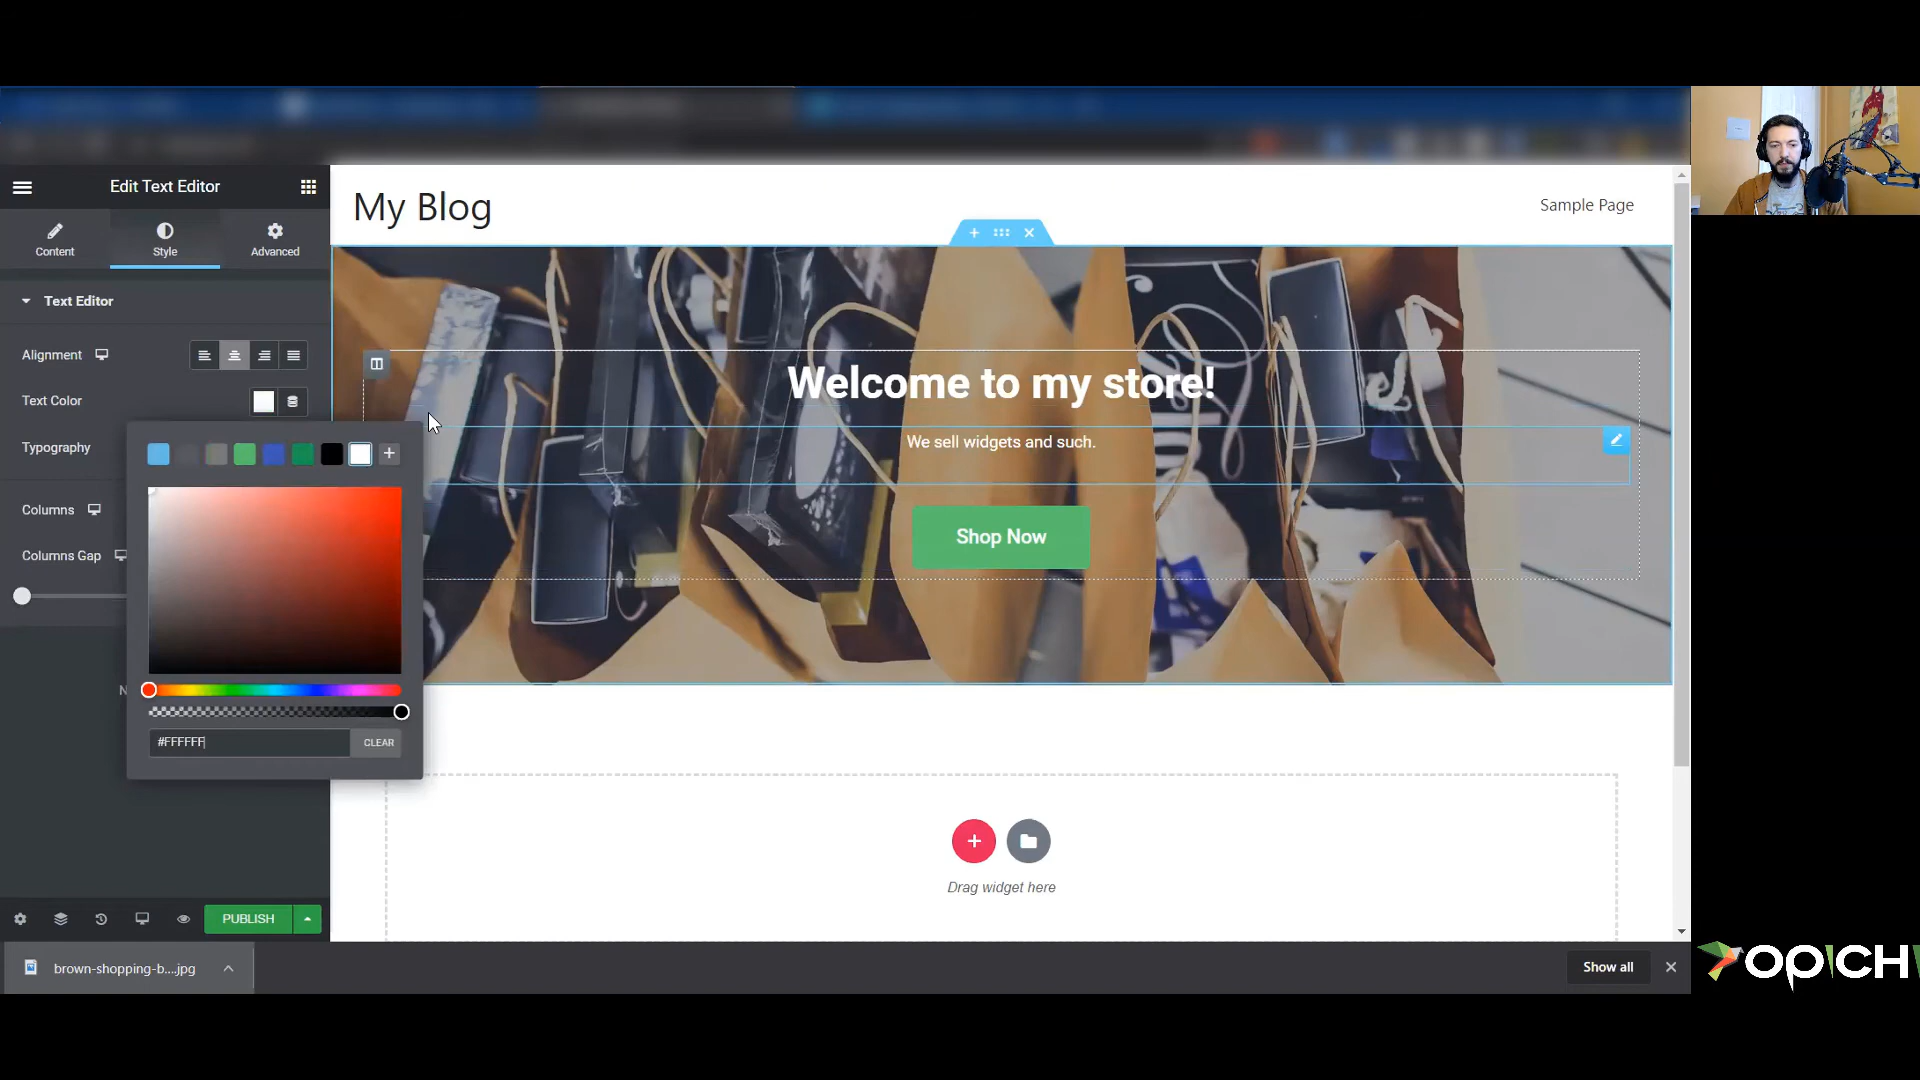 Edit Text Editor
Content
Style
Advanced
Text Editor
Alignment
Text Color
Typography
Columns
Columns Gap
N
#FFFFFF
CLEAR
PUBLISH
My Blog
Sample Page
Welcome to my store!
We sell widgets and such.
Shop Now
Drag widget here
brown-shopping-b....jpg
Show all
OPICH